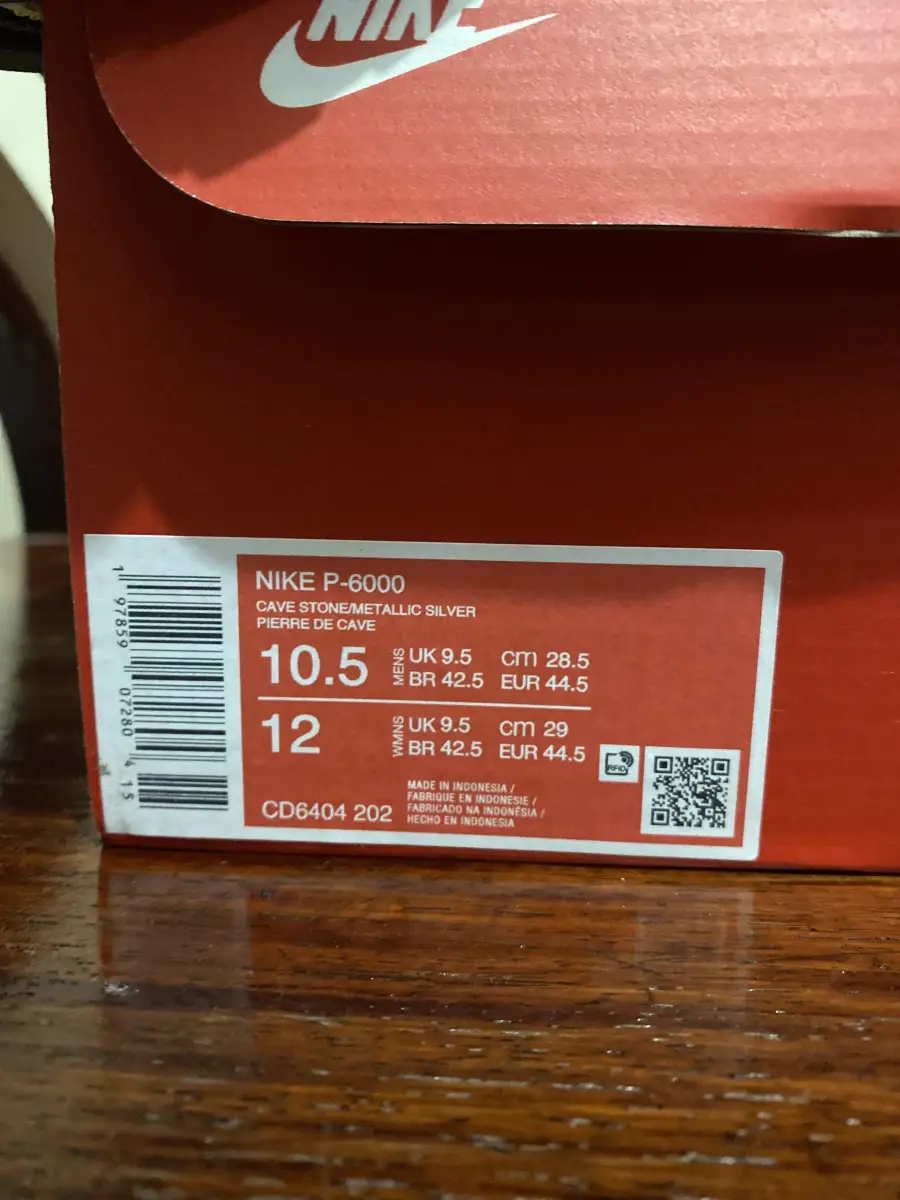 NIKE
NIKE P-6000
CAVE STONE/METALLIC SILVER
PIERRE DE CAVE
10.5 MENS UK 9.5 cm 28.5
BR 42.5 EUR 44.5
12 WMNS UK 9.5 cm 29
BR 42.5 EUR 44.5
RFID
CD6404 202
MADE IN INDONESIA /
FABRIQUE EN INDONESIE /
FABRICADO NA INDONÉSIA /
HECHO EN INDONESIA
1 97859 07280 4 15